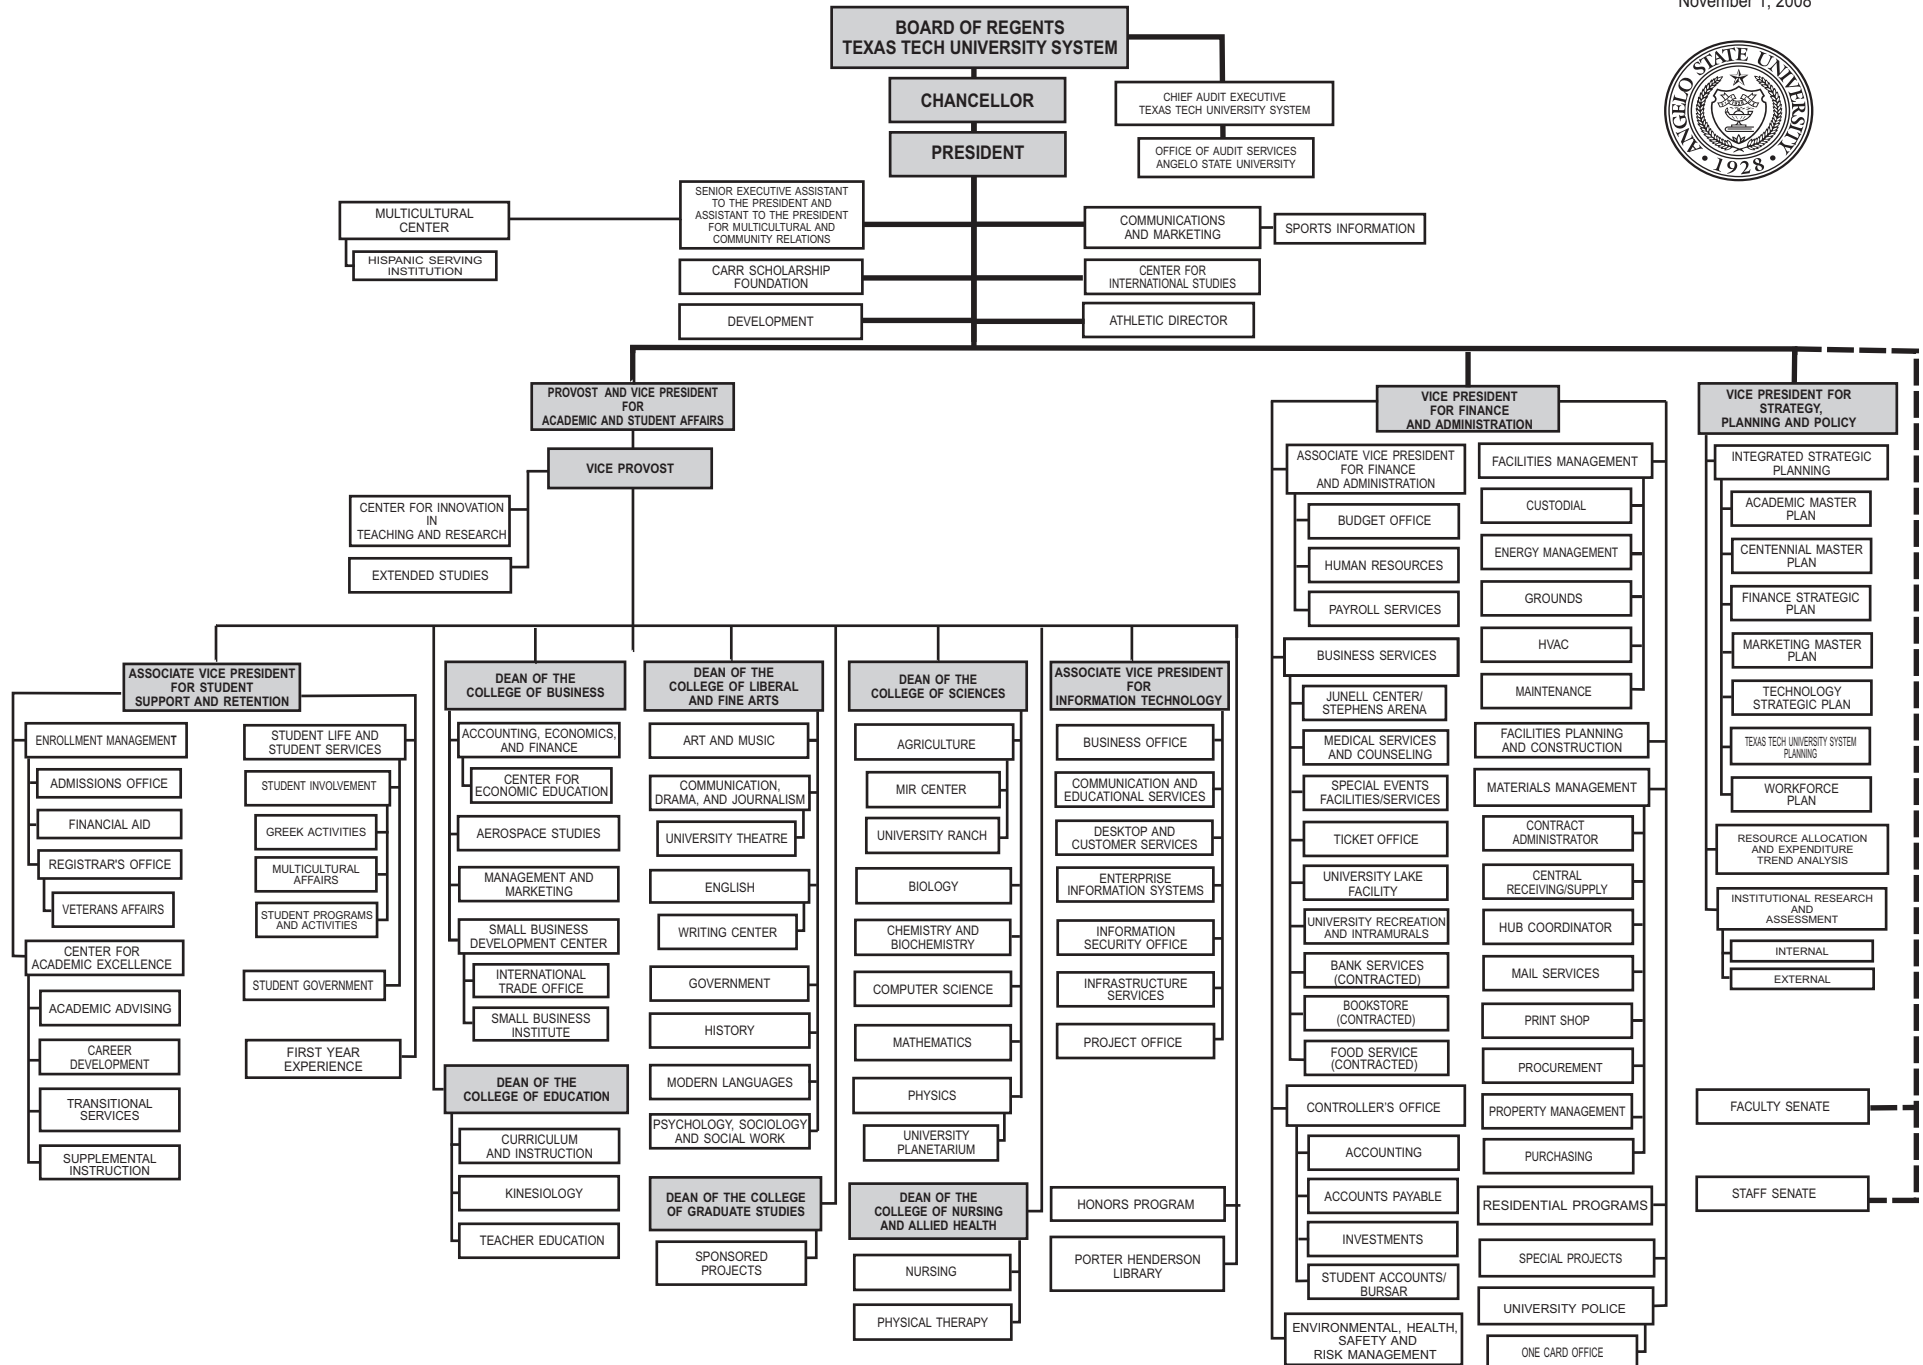 November 1, 2008
BOARD OF REGENTS
TEXAS TECH UNIVERSITY SYSTEM
CHANCELLOR
CHIEF AUDIT EXECUTIVE
TEXAS TECH UNIVERSITY SYSTEM
PRESIDENT
OFFICE OF AUDIT SERVICES
ANGELO STATE UNIVERSITY
ANGELO STATE UNIVERSITY
• 1928 •
MULTICULTURAL
CENTER
HISPANIC SERVING
INSTITUTION
SENIOR EXECUTIVE ASSISTANT
TO THE PRESIDENT AND
ASSISTANT TO THE PRESIDENT
FOR MULTICULTURAL AND
COMMUNITY RELATIONS
COMMUNICATIONS
AND MARKETING
SPORTS INFORMATION
CARR SCHOLARSHIP
FOUNDATION
CENTER FOR
INTERNATIONAL STUDIES
DEVELOPMENT
ATHLETIC DIRECTOR
PROVOST AND VICE PRESIDENT
FOR
ACADEMIC AND STUDENT AFFAIRS
VICE PROVOST
CENTER FOR INNOVATION
IN
TEACHING AND RESEARCH
EXTENDED STUDIES
ASSOCIATE VICE PRESIDENT
FOR STUDENT
SUPPORT AND RETENTION
ENROLLMENT MANAGEMENT
ADMISSIONS OFFICE
FINANCIAL AID
REGISTRAR'S OFFICE
VETERANS AFFAIRS
CENTER FOR
ACADEMIC EXCELLENCE
ACADEMIC ADVISING
CAREER
DEVELOPMENT
TRANSITIONAL
SERVICES
SUPPLEMENTAL
INSTRUCTION
STUDENT LIFE AND
STUDENT SERVICES
STUDENT INVOLVEMENT
GREEK ACTIVITIES
MULTICULTURAL
AFFAIRS
STUDENT PROGRAMS
AND ACTIVITIES
STUDENT GOVERNMENT
FIRST YEAR
EXPERIENCE
DEAN OF THE
COLLEGE OF BUSINESS
ACCOUNTING, ECONOMICS,
AND FINANCE
CENTER FOR
ECONOMIC EDUCATION
AEROSPACE STUDIES
MANAGEMENT AND
MARKETING
SMALL BUSINESS
DEVELOPMENT CENTER
INTERNATIONAL
TRADE OFFICE
SMALL BUSINESS
INSTITUTE
DEAN OF THE
COLLEGE OF EDUCATION
CURRICULUM
AND INSTRUCTION
KINESIOLOGY
TEACHER EDUCATION
DEAN OF THE
COLLEGE OF LIBERAL
AND FINE ARTS
ART AND MUSIC
COMMUNICATION,
DRAMA, AND JOURNALISM
UNIVERSITY THEATRE
ENGLISH
WRITING CENTER
GOVERNMENT
HISTORY
MODERN LANGUAGES
PSYCHOLOGY, SOCIOLOGY
AND SOCIAL WORK
DEAN OF THE COLLEGE
OF GRADUATE STUDIES
SPONSORED
PROJECTS
DEAN OF THE
COLLEGE OF SCIENCES
AGRICULTURE
MIR CENTER
UNIVERSITY RANCH
BIOLOGY
CHEMISTRY AND
BIOCHEMISTRY
COMPUTER SCIENCE
MATHEMATICS
PHYSICS
UNIVERSITY
PLANETARIUM
DEAN OF THE
COLLEGE OF NURSING
AND ALLIED HEALTH
NURSING
PHYSICAL THERAPY
ASSOCIATE VICE PRESIDENT
FOR
INFORMATION TECHNOLOGY
BUSINESS OFFICE
COMMUNICATION AND
EDUCATIONAL SERVICES
DESKTOP AND
CUSTOMER SERVICES
ENTERPRISE
INFORMATION SYSTEMS
INFORMATION
SECURITY OFFICE
INFRASTRUCTURE
SERVICES
PROJECT OFFICE
HONORS PROGRAM
PORTER HENDERSON
LIBRARY
VICE PRESIDENT
FOR FINANCE
AND ADMINISTRATION
ASSOCIATE VICE PRESIDENT
FOR FINANCE
AND ADMINISTRATION
BUDGET OFFICE
HUMAN RESOURCES
PAYROLL SERVICES
BUSINESS SERVICES
JUNELL CENTER/
STEPHENS ARENA
MEDICAL SERVICES
AND COUNSELING
SPECIAL EVENTS
FACILITIES/SERVICES
TICKET OFFICE
UNIVERSITY LAKE
FACILITY
UNIVERSITY RECREATION
AND INTRAMURALS
BANK SERVICES
(CONTRACTED)
BOOKSTORE
(CONTRACTED)
FOOD SERVICE
(CONTRACTED)
CONTROLLER'S OFFICE
ACCOUNTING
ACCOUNTS PAYABLE
INVESTMENTS
STUDENT ACCOUNTS/
BURSAR
ENVIRONMENTAL, HEALTH,
SAFETY AND
RISK MANAGEMENT
FACILITIES MANAGEMENT
CUSTODIAL
ENERGY MANAGEMENT
GROUNDS
HVAC
MAINTENANCE
FACILITIES PLANNING
AND CONSTRUCTION
MATERIALS MANAGEMENT
CONTRACT
ADMINISTRATOR
CENTRAL
RECEIVING/SUPPLY
HUB COORDINATOR
MAIL SERVICES
PRINT SHOP
PROCUREMENT
PROPERTY MANAGEMENT
PURCHASING
RESIDENTIAL PROGRAMS
SPECIAL PROJECTS
UNIVERSITY POLICE
ONE CARD OFFICE
VICE PRESIDENT FOR
STRATEGY,
PLANNING AND POLICY
INTEGRATED STRATEGIC
PLANNING
ACADEMIC MASTER
PLAN
CENTENNIAL MASTER
PLAN
FINANCE STRATEGIC
PLAN
MARKETING MASTER
PLAN
TECHNOLOGY
STRATEGIC PLAN
TEXAS TECH UNIVERSITY SYSTEM
PLANNING
WORKFORCE
PLAN
RESOURCE ALLOCATION
AND EXPENDITURE
TREND ANALYSIS
INSTITUTIONAL RESEARCH
AND
ASSESSMENT
INTERNAL
EXTERNAL
FACULTY SENATE
STAFF SENATE